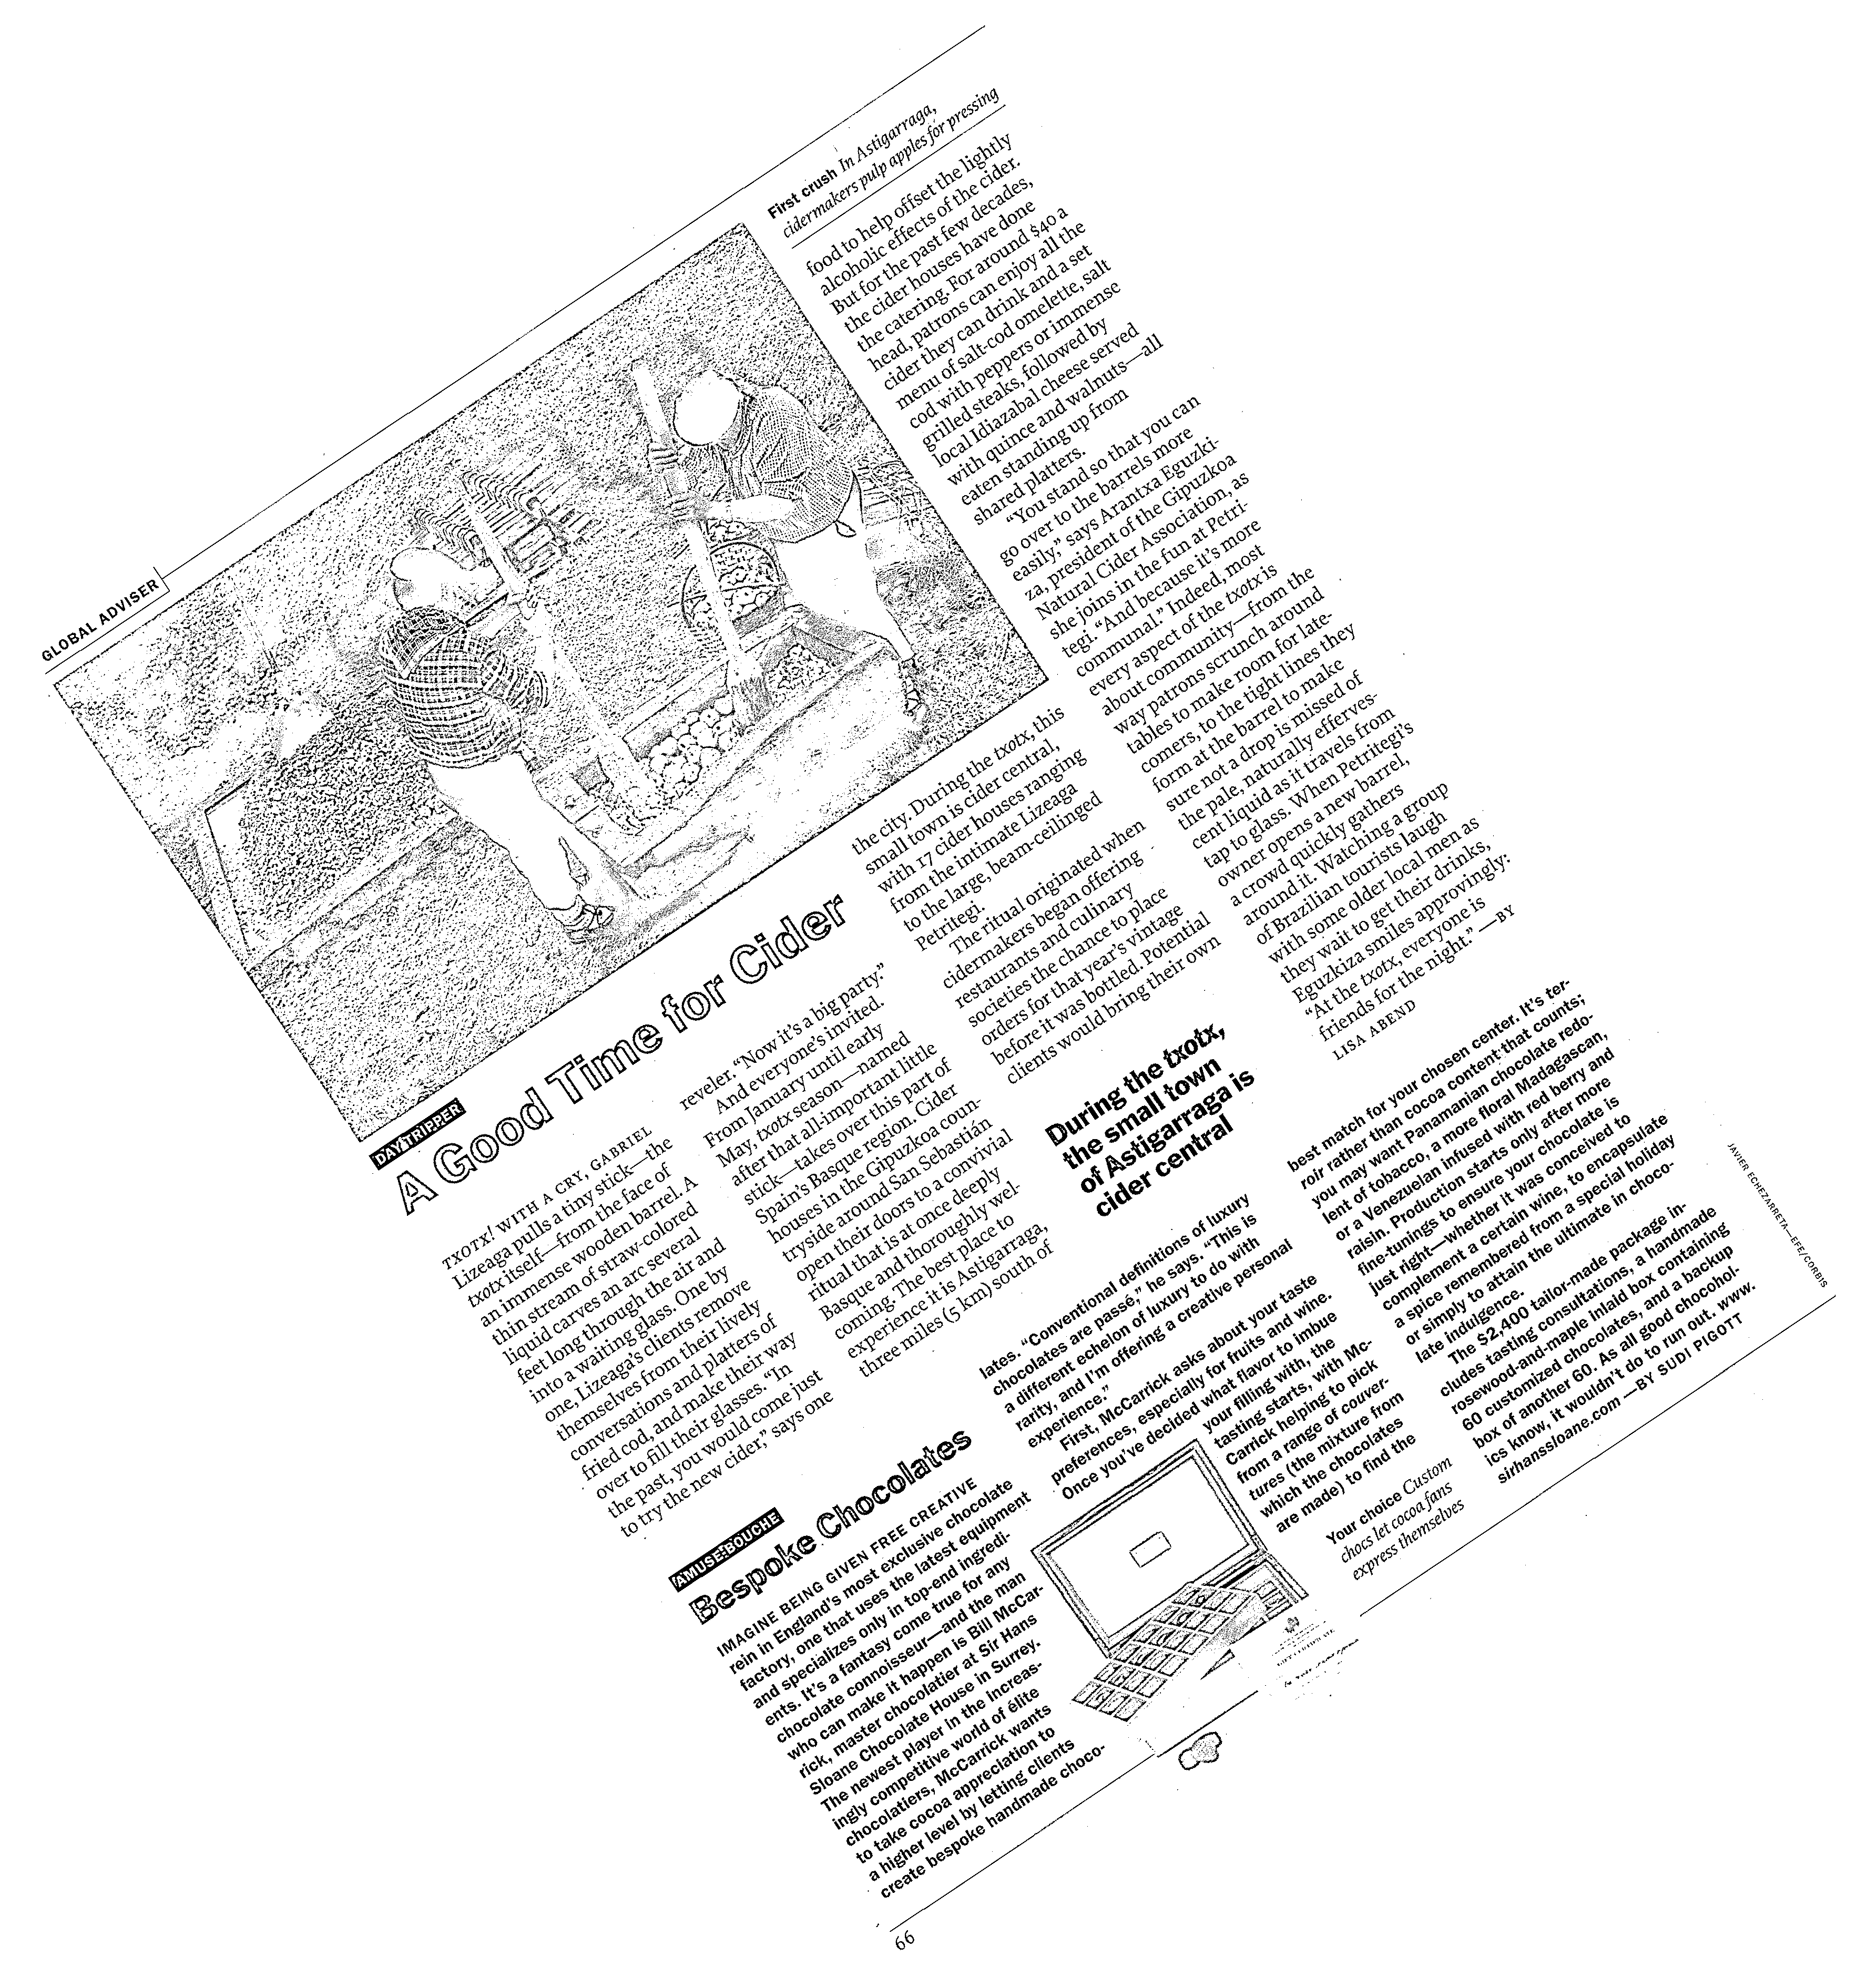 GLOBAL ADVISER
First crush In Astigarraga,
cidermakers pulp apples for pressing
DAYTRIPPER
A Good Time for Cider
TXOTX! WITH A CRY, GABRIEL
Lizeaga pulls a tiny stick—the
txotx itself—from the face of
an immense wooden barrel. A
thin stream of straw-colored
liquid carves an arc several
feet long through the air and
into a waiting glass. One by
one, Lizeaga's clients remove
themselves from their lively
conversations and platters of
fried cod, and make their way
over to fill their glasses. “In
the past, you would come just
to try the new cider,” says one
reveler. “Now it's a big party.”
And everyone's invited.
From January until early
May, txotx season—named
after that all-important little
stick—takes over this part of
Spain's Basque region. Cider
houses in the Gipuzkoa coun-
tryside around San Sebastián
open their doors to a convivial
ritual that is at once deeply
Basque and thoroughly wel-
coming. The best place to
experience it is Astigarraga,
three miles (5 km) south of
the city. During the txotx, this
small town is cider central,
with 17 cider houses ranging
from the intimate Lizeaga
to the large, beam-ceilinged
Petritegi.
The ritual originated when
cidermakers began offering
restaurants and culinary
societies the chance to place
orders for that year's vintage
before it was bottled. Potential
clients would bring their own
During the txotx,
the small town
of Astigarraga is
cider central
food to help offset the lightly
alcoholic effects of the cider.
But for the past few decades,
the cider houses have done
the catering. For around $40 a
head, patrons can enjoy all the
cider they can drink and a set
menu of salt-cod omelette, salt
cod with peppers or immense
grilled steaks, followed by
local Idiazabal cheese served
with quince and walnuts—all
eaten standing up from
shared platters.
“You stand so that you can
go over to the barrels more
easily,” says Arantxa Eguzki-
za, president of the Gipuzkoa
Natural Cider Association, as
she joins in the fun at Petri-
tegi. “And because it's more
communal.” Indeed, most
every aspect of the txotx is
about community—from the
way patrons scrunch around
tables to make room for late-
comers, to the tight lines they
form at the barrel to make
sure not a drop is missed of
the pale, naturally efferves-
cent liquid as it travels from
tap to glass. When Petritegi's
owner opens a new barrel,
a crowd quickly gathers
around it. Watching a group
of Brazilian tourists laugh
with some older local men as
they wait to get their drinks,
Eguzkiza smiles approvingly:
“At the txotx, everyone is
friends for the night.” —BY
LISA ABEND
AMUSE-BOUCHE
Bespoke Chocolates
IMAGINE BEING GIVEN FREE CREATIVE
rein in England's most exclusive chocolate
factory, one that uses the latest equipment
and specializes only in top-end ingredi-
ents. It's a fantasy come true for any
chocolate connoisseur—and the man
who can make it happen is Bill McCar-
rick, master chocolatier at Sir Hans
Sloane Chocolate House in Surrey.
The newest player in the increas-
ingly competitive world of élite
chocolatiers, McCarrick wants
to take cocoa appreciation to
a higher level by letting clients
create bespoke handmade choco-
lates. “Conventional definitions of luxury
chocolates are passé,” he says. “This is
a different echelon of luxury to do with
rarity, and I'm offering a creative personal
experience.”
First, McCarrick asks about your taste
preferences, especially for fruits and wine.
Once you've decided what flavor to imbue
your filling with, the
tasting starts, with Mc-
Carrick helping to pick
from a range of couver-
tures (the mixture from
which the chocolates
are made) to find the
best match for your chosen center. It's ter-
roir rather than cocoa content that counts;
you may want Panamanian chocolate redo-
lent of tobacco, a more floral Madagascan,
or a Venezuelan infused with red berry and
raisin. Production starts only after more
fine-tunings to ensure your chocolate is
just right—whether it was conceived to
complement a certain wine, to encapsulate
a spice remembered from a special holiday
or simply to attain the ultimate in choco-
late indulgence.
The $2,400 tailor-made package in-
cludes tasting consultations, a handmade
rosewood-and-maple inlaid box containing
60 customized chocolates, and a backup
box of another 60. As all good chocohol-
ics know, it wouldn't do to run out. www.
sirhanssloane.com —BY SUDI PIGOTT
Your choice Custom
chocs let cocoa fans
express themselves
JAVIER ECHEZARRETA—EFE/CORBIS
66